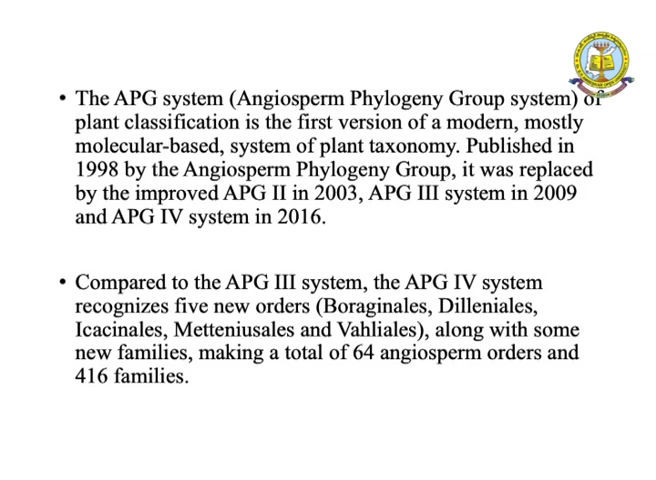 • The APG system (Angiosperm Phylogeny Group system) of
plant classification is the first version of a modern, mostly
molecular-based, system of plant taxonomy. Published in
1998 by the Angiosperm Phylogeny Group, it was replaced
by the improved APG II in 2003, APG III system in 2009
and APG IV system in 2016.
• Compared to the APG III system, the APG IV system
recognizes five new orders (Boraginales, Dilleniales,
Icacinales, Metteniusales and Vahliales), along with some
new families, making a total of 64 angiosperm orders and
416 families.